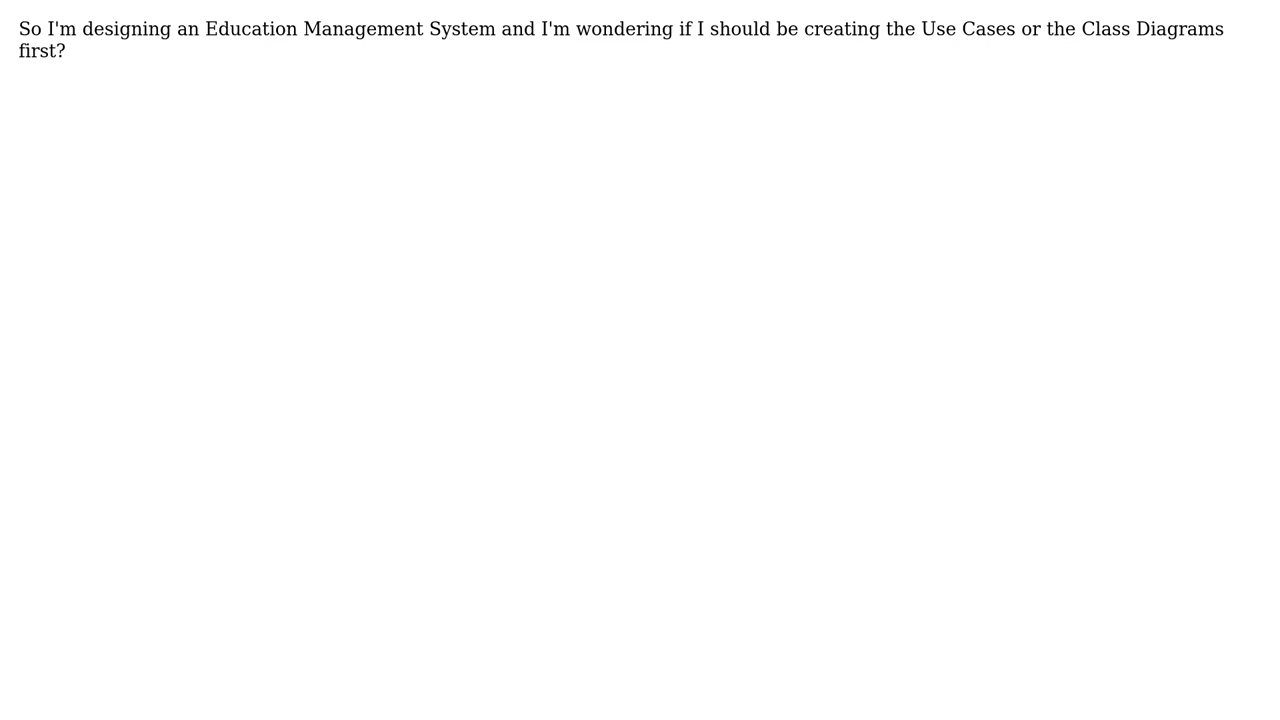 So I'm designing an Education Management System and I'm wondering if I should be creating the Use Cases or the Class Diagrams
first?